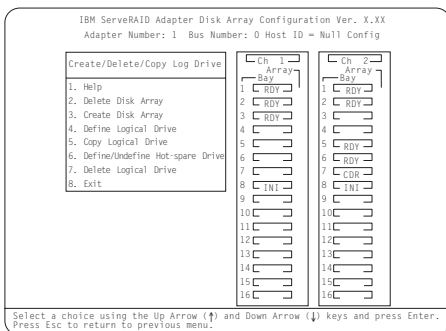 IBM ServeRAID Adapter Disk Array Configuration Ver. X.XX
Adapter Number: 1 Bus Number: 0 Host ID = Null Config
Create/Delete/Copy Log Drive
1. Help
2. Delete Disk Array
3. Create Disk Array
4. Define Logical Drive
5. Copy Logical Drive
6. Define/Undefine Hot-spare Drive
7. Delete Logical Drive
8. Exit
Ch 1
Array
Bay
1 RDY
2 RDY
3 RDY
4
5
6
7
8 INI
9
10
11
12
13
14
15
16
Ch 2
Array
Bay
1 RDY
2 RDY
3
4
5 RDY
6 RDY
7 CDR
8 INI
9
10
11
12
13
14
15
16
Select a choice using the Up Arrow (↑) and Down Arrow (↓) keys and press Enter.
Press Esc to return to previous menu.